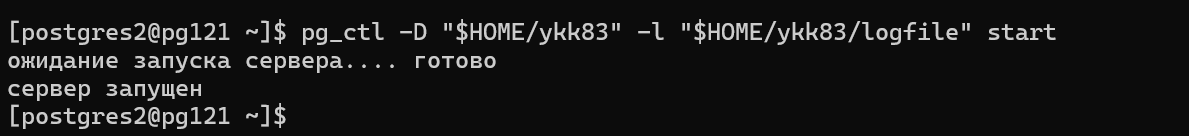 [postgres2@pg121 ~]$ pg_ctl -D "$HOME/ykk83" -l "$HOME/ykk83/logfile" start
ожидание запуска сервера.... готово
сервер запущен
[postgres2@pg121 ~]$